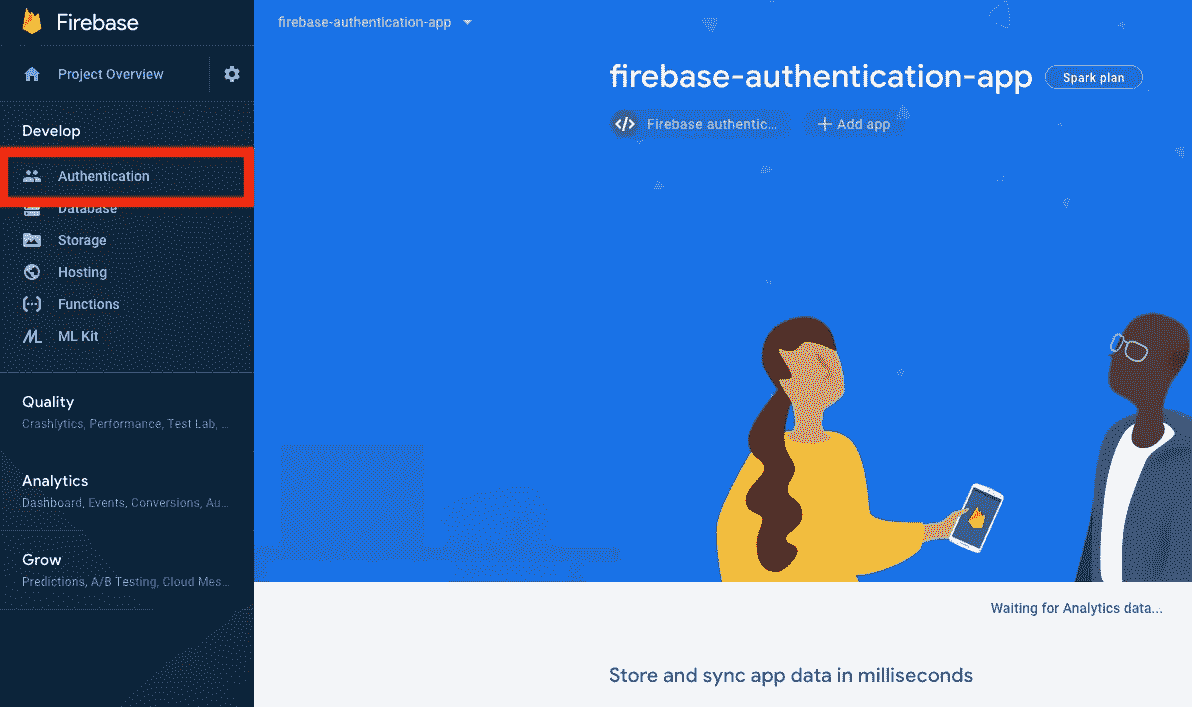 Firebase
Project Overview
Develop
Authentication
Database
Storage
Hosting
Functions
ML Kit
Quality
Crashlytics, Performance, Test Lab, ...
Analytics
Dashboard, Events, Conversions, Au...
Grow
Predictions, A/B Testing, Cloud Mes...
firebase-authentication-app
firebase-authentication-app Spark plan
</> Firebase authentic... + Add app
Waiting for Analytics data...
Store and sync app data in milliseconds